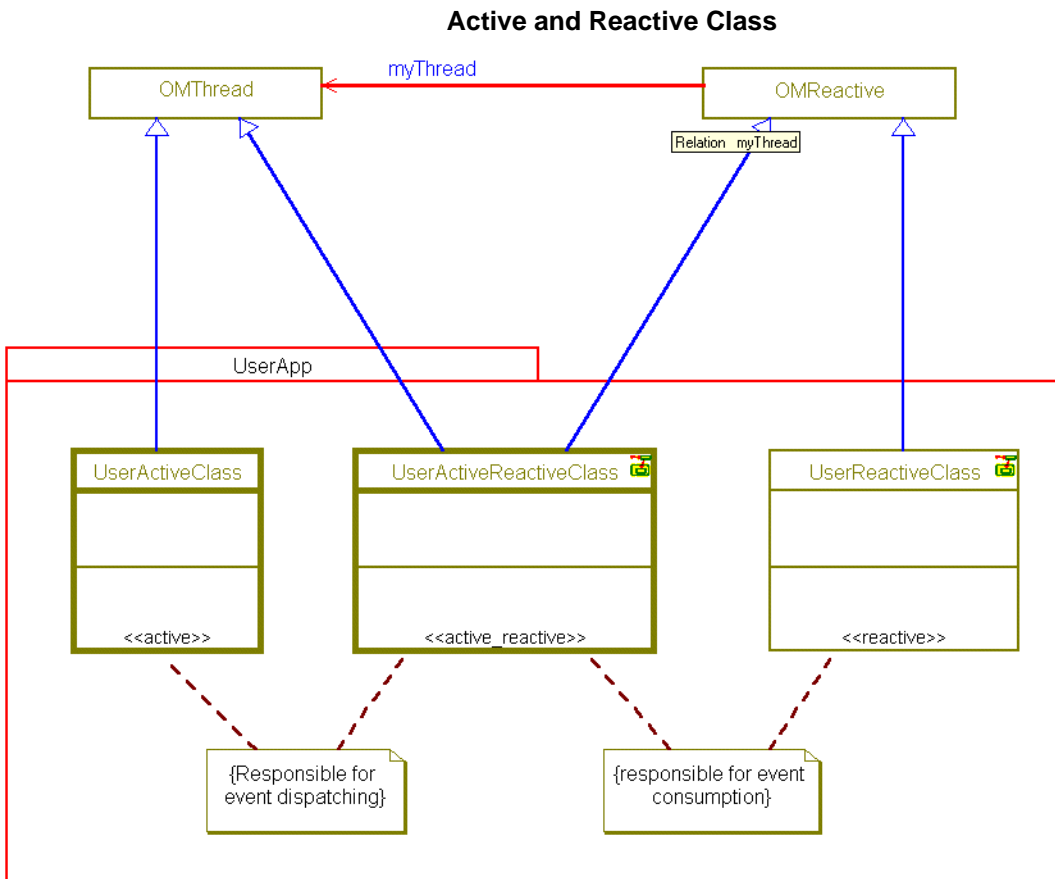 Active and Reactive Class
myThread
OMThread
OMReactive
Relation myThread
UserApp
UserActiveClass
UserActiveReactiveClass
UserReactiveClass
<<active>>
<<active_reactive>>
<<reactive>>
{Responsible for
event dispatching}
{responsible for event
consumption}